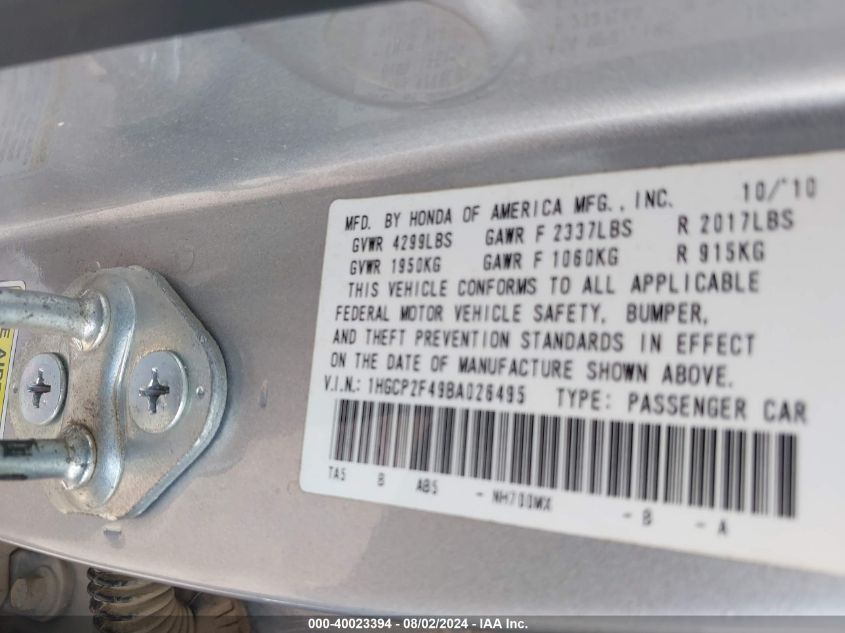 MFD. BY HONDA OF AMERICA MFG., INC. 10/'10
GVWR 4299LBS GAWR F 2337LBS R 2017LBS
GVWR 1950KG GAWR F 1060KG R 915KG
THIS VEHICLE CONFORMS TO ALL APPLICABLE
FEDERAL MOTOR VEHICLE SAFETY, BUMPER,
AND THEFT PREVENTION STANDARDS IN EFFECT
ON THE DATE OF MANUFACTURE SHOWN ABOVE.
V.I.N.: 1HGCP2F49BA026495 TYPE: PASSENGER CAR
TA5 B AB5 - NH700MX - B - A
000-40023394 - 08/02/2024 - IAA Inc.